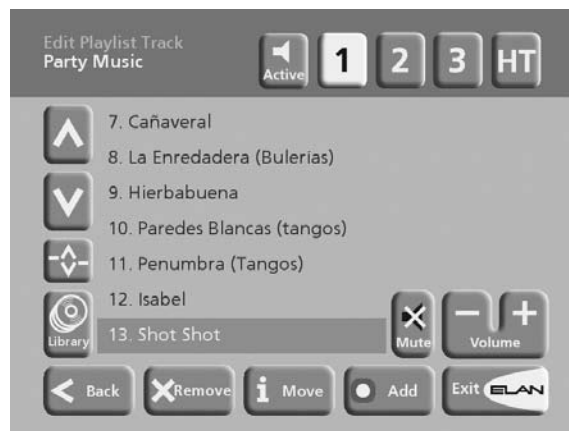 Edit Playlist Track
Party Music
Active
1
2
3
HT
7. Cañaveral
8. La Enredadera (Bulerias)
9. Hierbabuena
10. Paredes Blancas (tangos)
11. Penumbra (Tangos)
12. Isabel
13. Shot Shot
Library
Mute
Volume
Back
Remove
i Move
Add
Exit ELAN